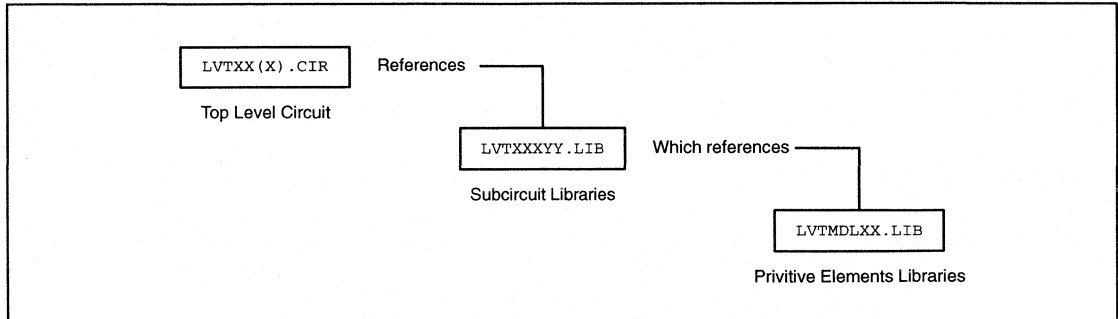 LVTXX(X).CIR
References
Top Level Circuit
LVTXXXYY.LIB
Which references
Subcircuit Libraries
LVTMDLXX.LIB
Privitive Elements Libraries